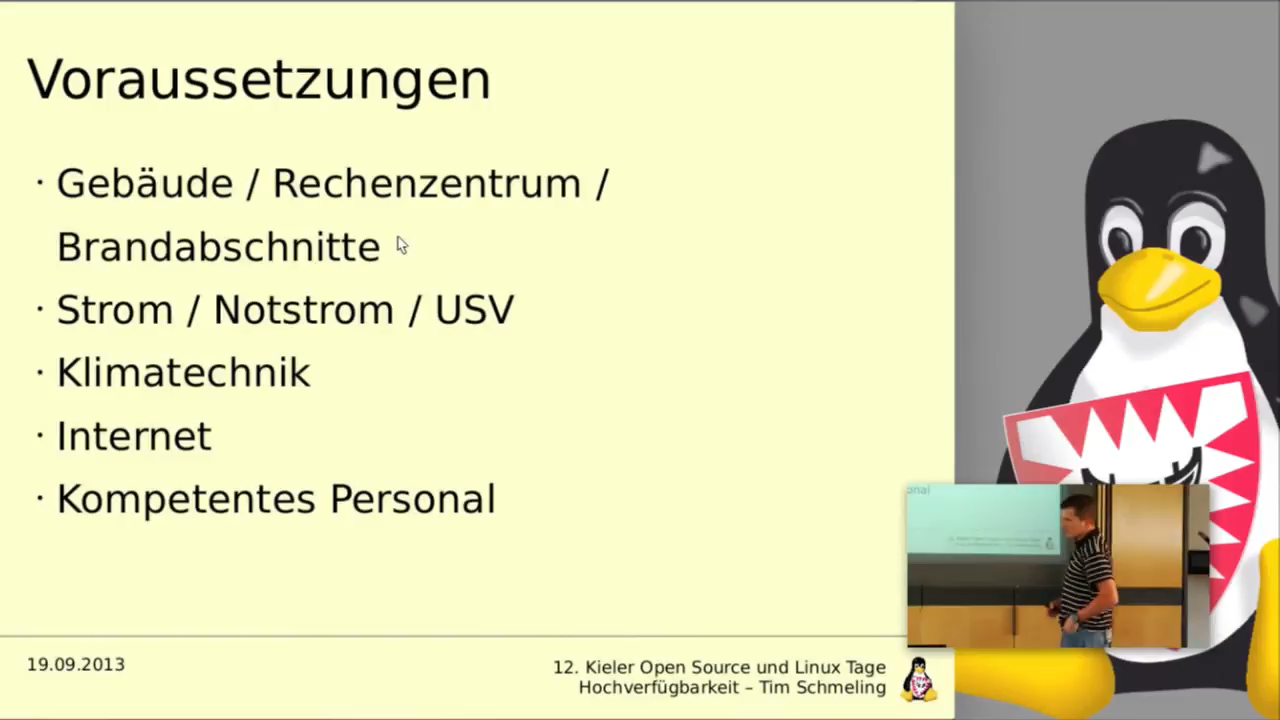 Voraussetzungen
· Gebäude / Rechenzentrum /
Brandabschnitte
· Strom / Notstrom / USV
· Klimatechnik
· Internet
· Kompetentes Personal
19.09.2013
12. Kieler Open Source und Linux Tage
Hochverfügbarkeit – Tim Schmeling